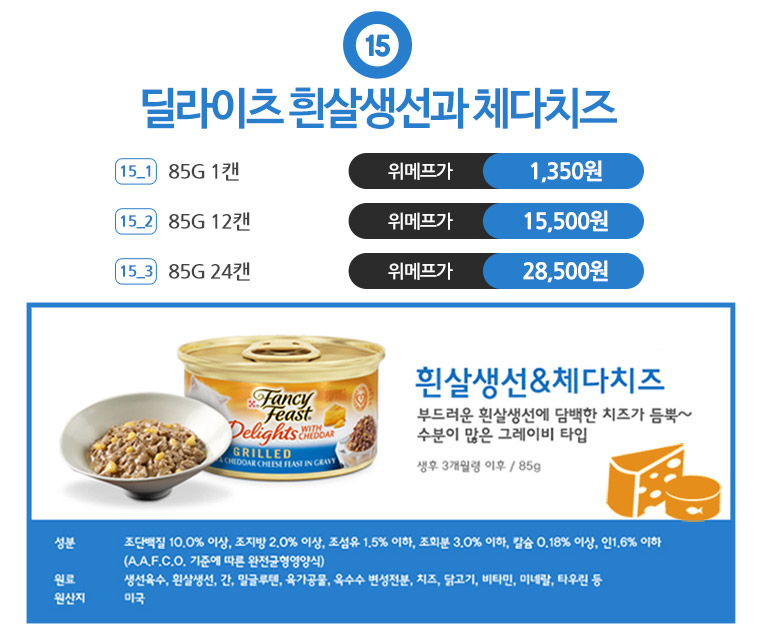 15
딜라이츠 흰살생선과 체다치즈
15_1 85G 1캔 위메프가 1,350원
15_2 85G 12캔 위메프가 15,500원
15_3 85G 24캔 위메프가 28,500원
Fancy
Feast
Delights WITH CHEDDAR
GRILLED
& CHEDDAR CHEESE FEAST IN GRAVY
흰살생선&체다치즈
부드러운 흰살생선에 담백한 치즈가 듬뿍~
수분이 많은 그레이비 타입
생후 3개월령 이후 / 85g
성분 조단백질 10.0% 이상, 조지방 2.0% 이상, 조섬유 1.5% 이하, 조회분 3.0% 이하, 칼슘 0.18% 이상, 인1.6% 이하
(A.A.F.C.O. 기준에 따른 완전균형영양식)
원료 생선육수, 흰살생선, 간, 밀글루텐, 육가공물, 옥수수 변성전분, 치즈, 닭고기, 비타민, 미네랄, 타우린 등
원산지 미국